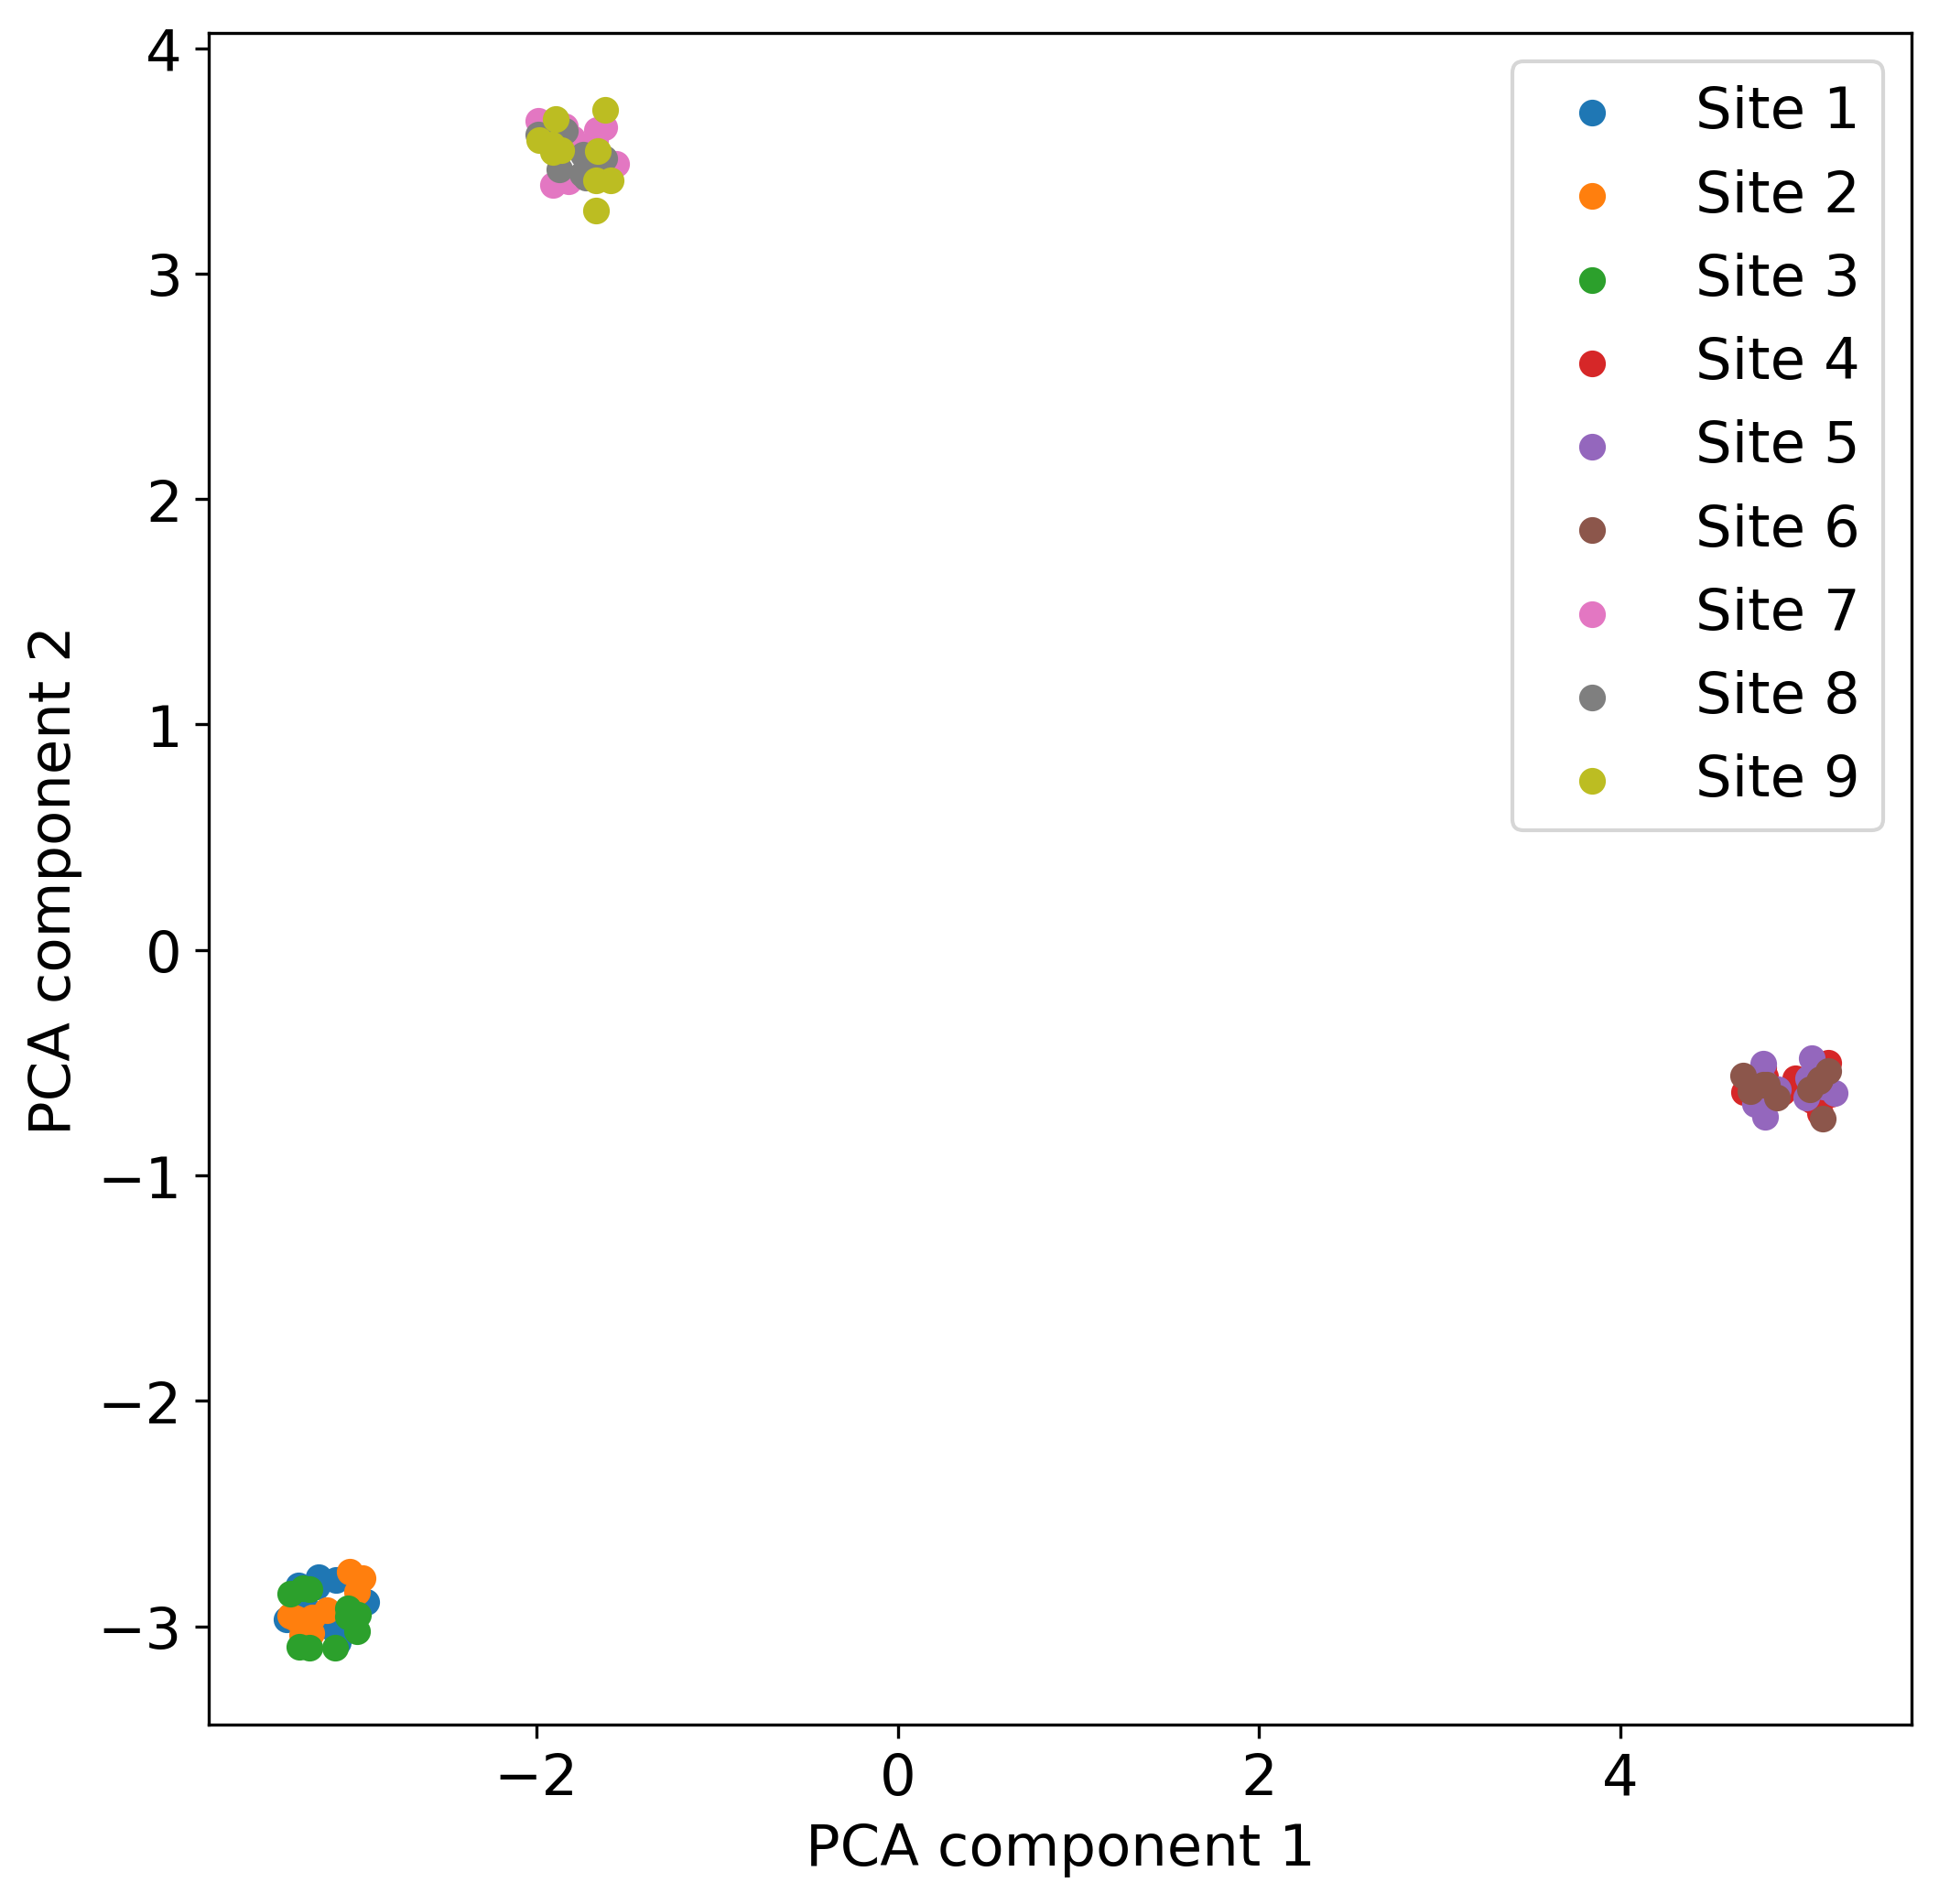 4
3
2
1
0
−1
−2
−3
PCA component 2
Site 1
Site 2
Site 3
Site 4
Site 5
Site 6
Site 7
Site 8
Site 9
−2 0 2 4
PCA component 1